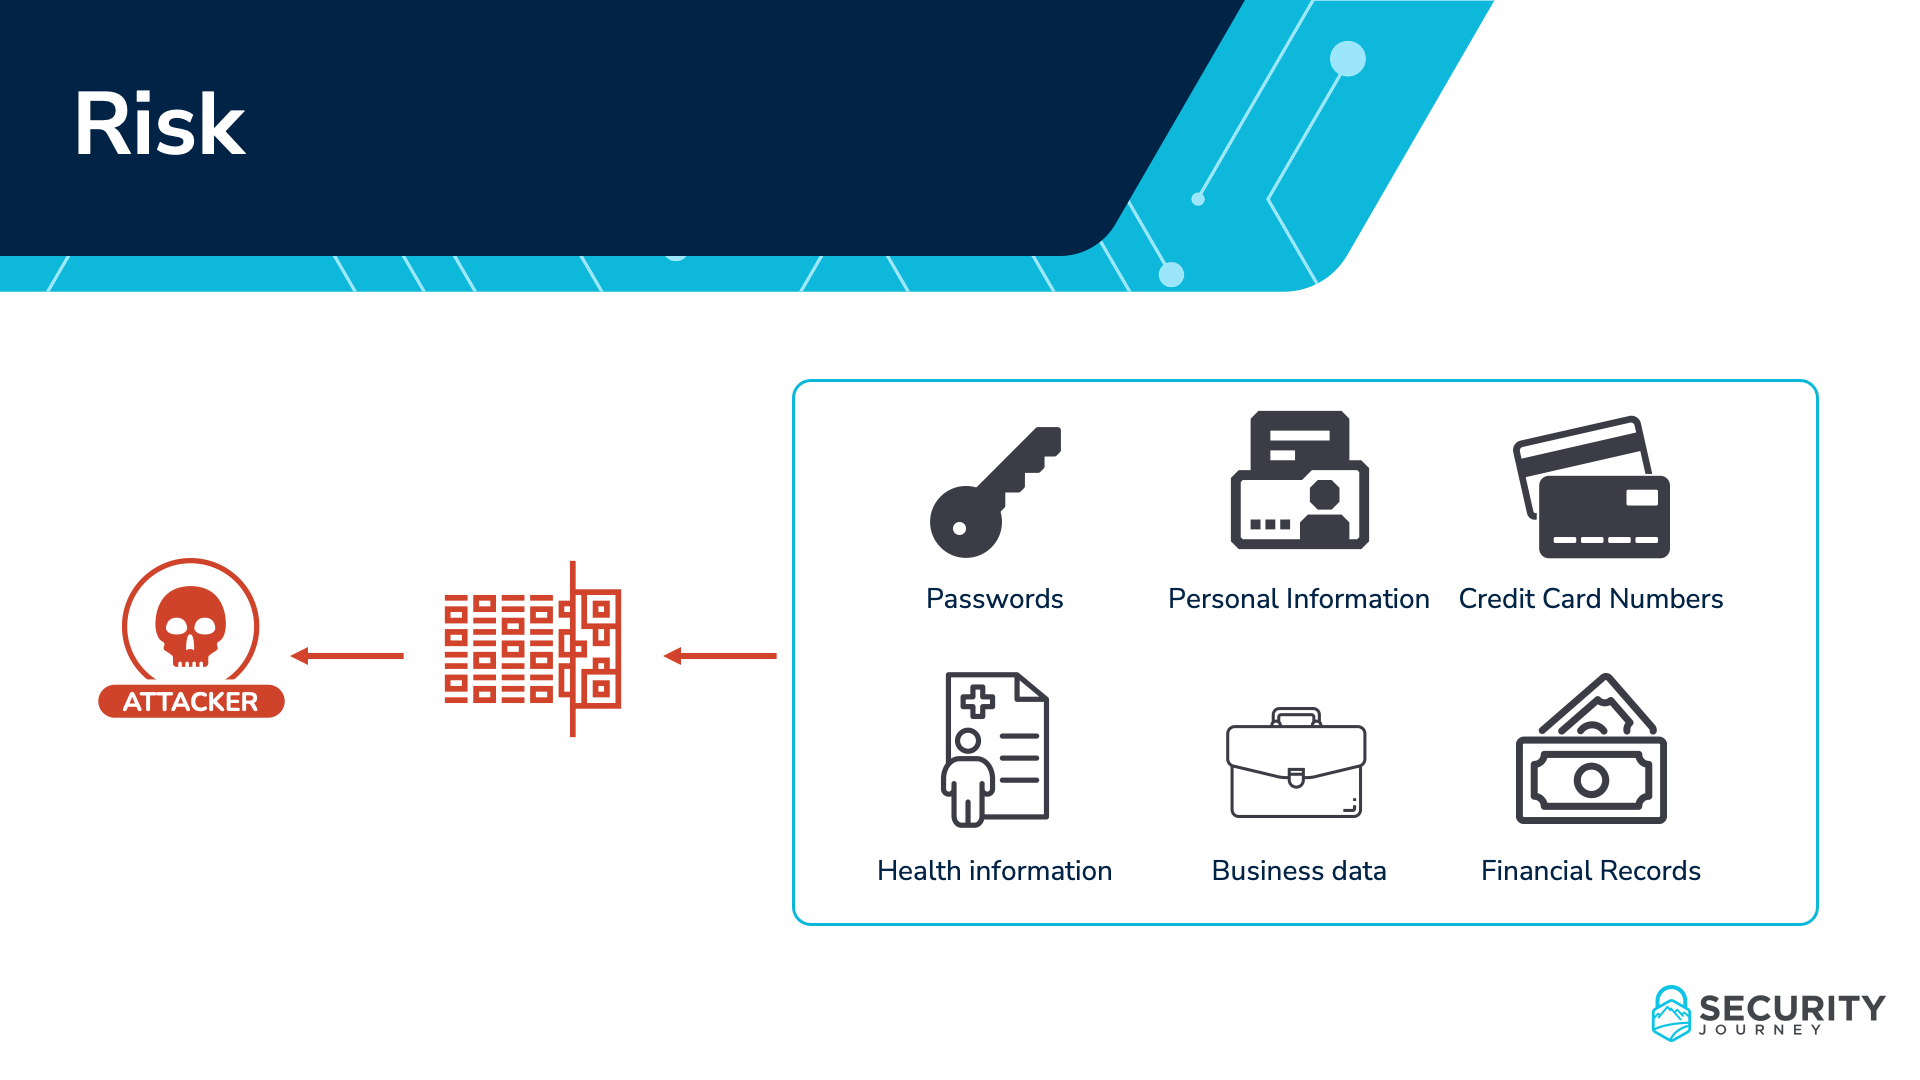 Risk
Passwords
Personal Information
Credit Card Numbers
ATTACKER
Health information
Business data
Financial Records
SECURITY
JOURNEY